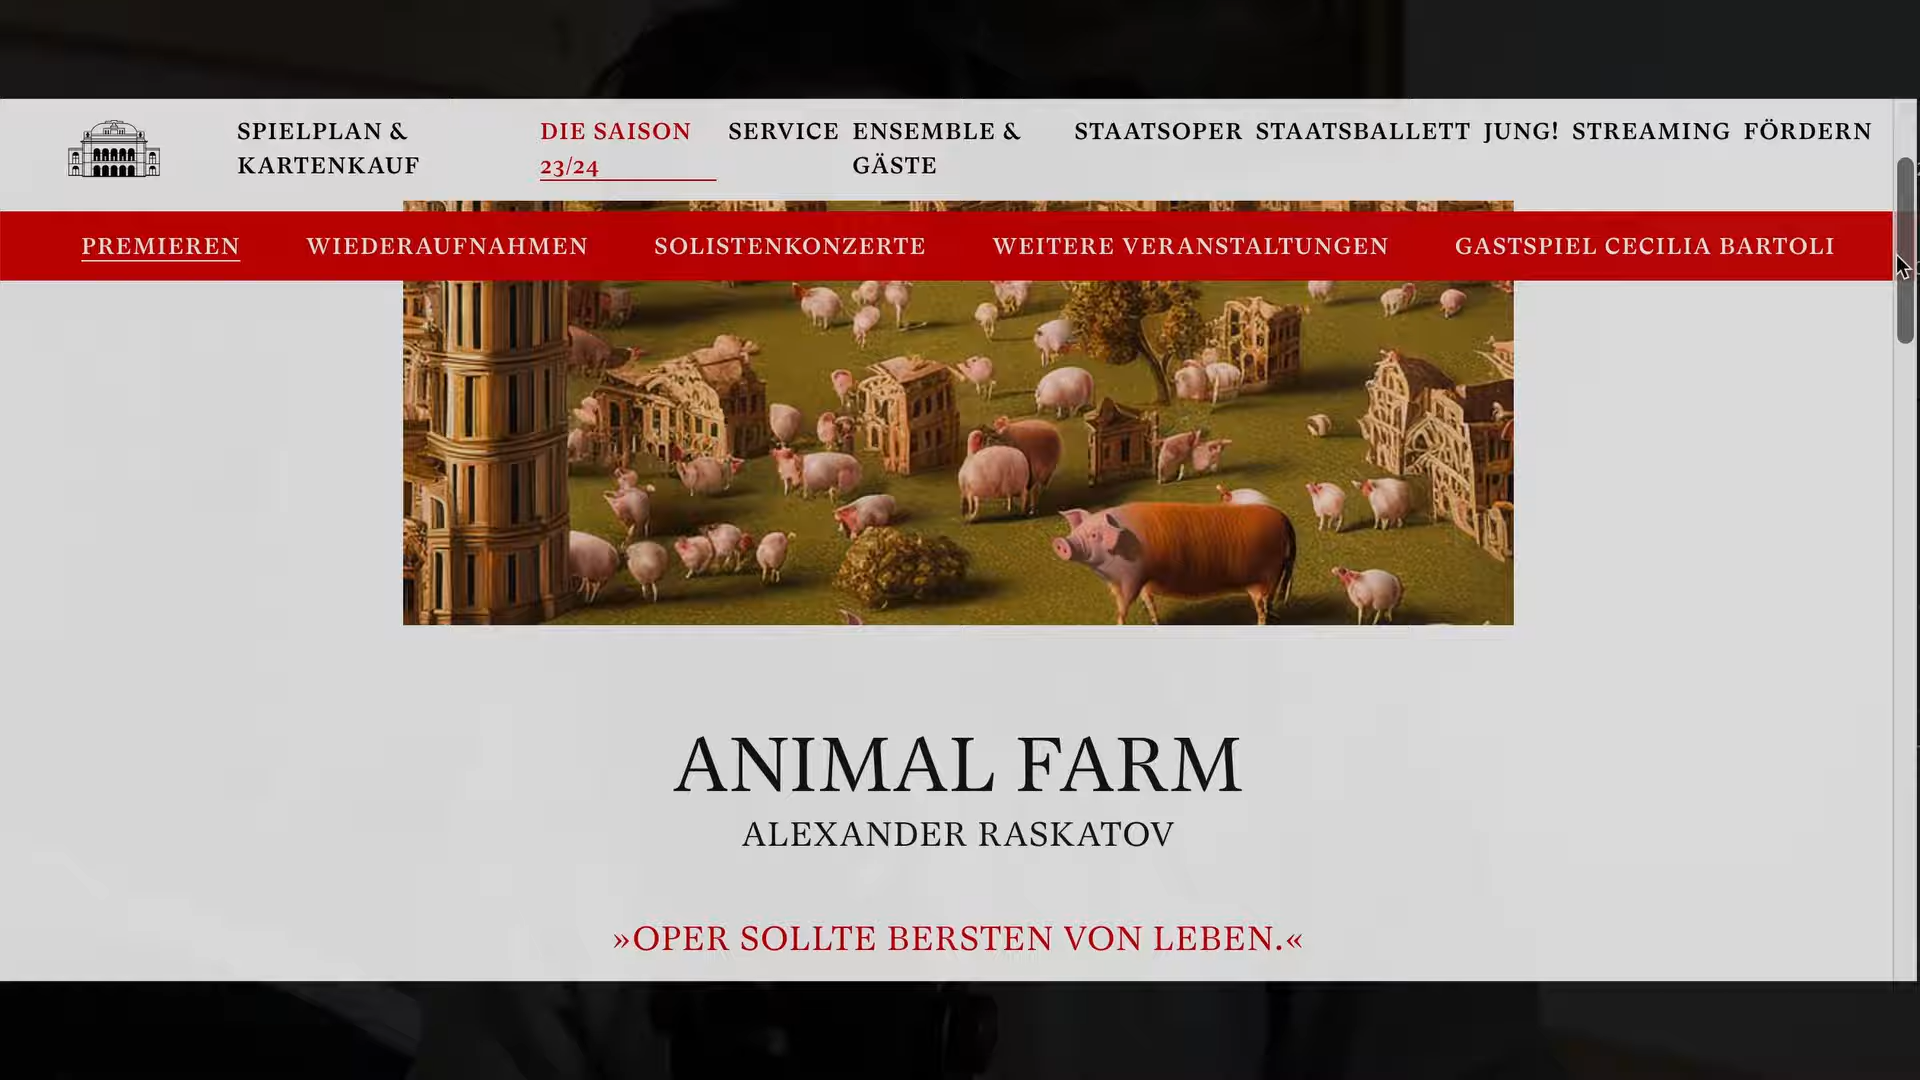 SPIELPLAN &
KARTENKAUF
DIE SAISON
23/24
SERVICE
ENSEMBLE &
GÄSTE
STAATSOPER
STAATSBALLETT
JUNG!
STREAMING
FÖRDERN
PREMIEREN
WIEDERAUFNAHMEN
SOLISTENKONZERTE
WEITERE VERANSTALTUNGEN
GASTSPIEL CECILIA BARTOLI
ANIMAL FARM
ALEXANDER RASKATOV
»OPER SOLLTE BERSTEN VON LEBEN.«